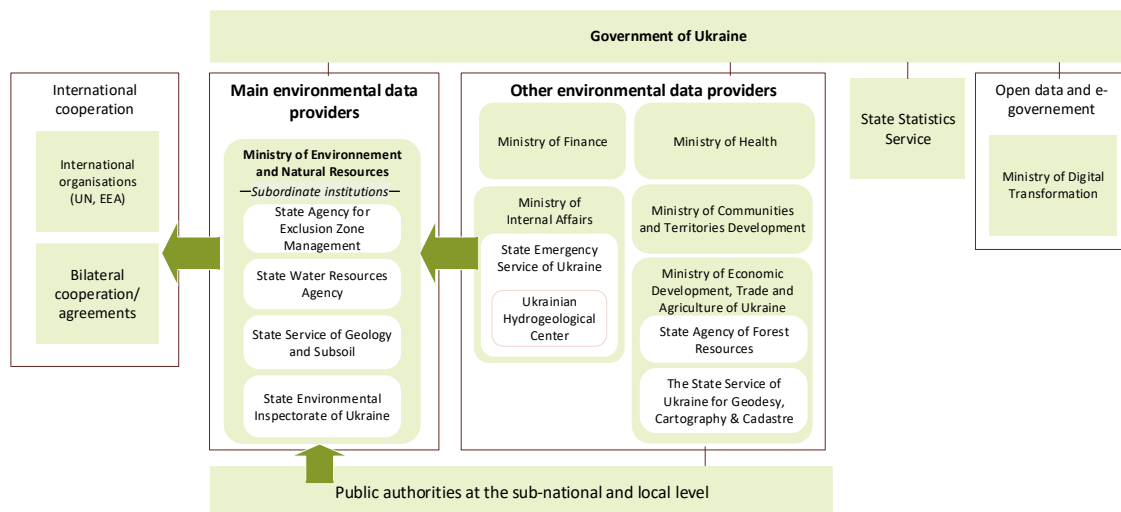 Government of Ukraine
International
cooperation
International
organisations
(UN, EEA)
Bilateral
cooperation/
agreements
Main environmental data
providers
Ministry of Environnement
and Natural Resources
Subordinate institutions
State Agency for
Exclusion Zone
Management
State Water Resources
Agency
State Service of Geology
and Subsoil
State Environmental
Inspectorate of Ukraine
Other environmental data providers
Ministry of Finance
Ministry of Health
Ministry of
Internal Affairs
State Emergency
Service of Ukraine
Ukrainian
Hydrogeological
Center
Ministry of Communities
and Territories Development
Ministry of Economic
Development, Trade and
Agriculture of Ukraine
State Agency of Forest
Resources
The State Service of
Ukraine for Geodesy,
Cartography & Cadastre
State Statistics
Service
Open data and e-
governement
Ministry of Digital
Transformation
Public authorities at the sub-national and local level